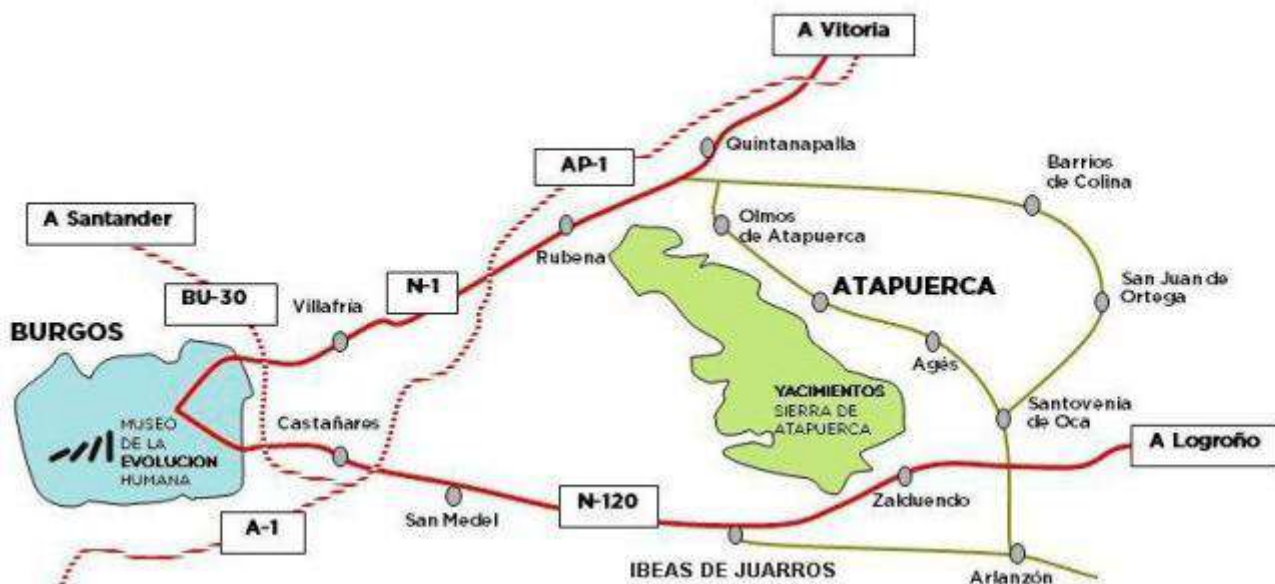 A Vitoria
Quintanapalla
AP-1
Barrios
de Colina
A Santander
Olmos
de Atapuerca
Rubena
N-1
BU-30
Villafría
ATAPUERCA
San Juan de
Ortega
BURGOS
Agés
YACIMIENTOS
SIERRA DE
ATAPUERCA
MUSEO
DE LA
EVOLUCION
HUMANA
Castañares
Santovenia
de Oca
A Logroño
N-120
San Medel
Zalduendo
A-1
IBEAS DE JUARROS
Arlanzón